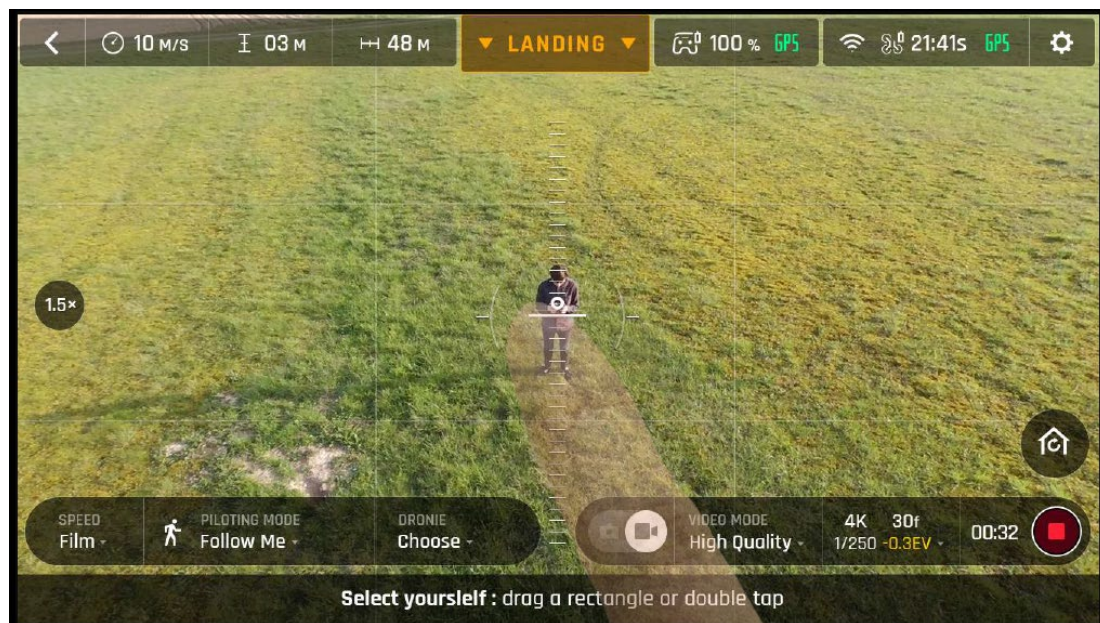 10 M/S
03 M
48 M
LANDING
100 % GPS
21:41s GPS
1.5×
SPEED
Film
PILOTING MODE
Follow Me
DRONIE
Choose
VIDEO MODE
High Quality
4K 30f
1/250 -0.3EV
00:32
Select yourslelf : drag a rectangle or double tap